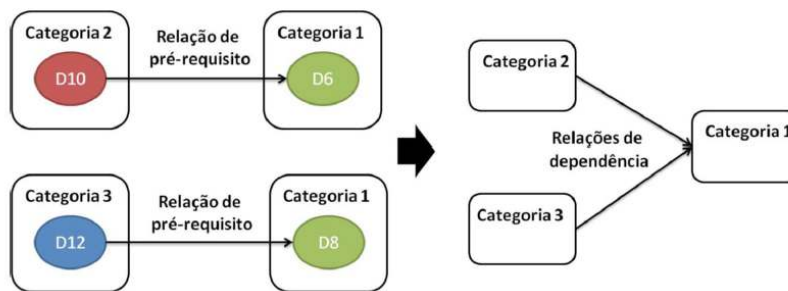 Categoria 2
Relação de
pré-requisito
Categoria 1
D10
D6
Categoria 3
Relação de
pré-requisito
Categoria 1
D12
D8
Categoria 2
Relações de
dependência
Categoria 1
Categoria 3